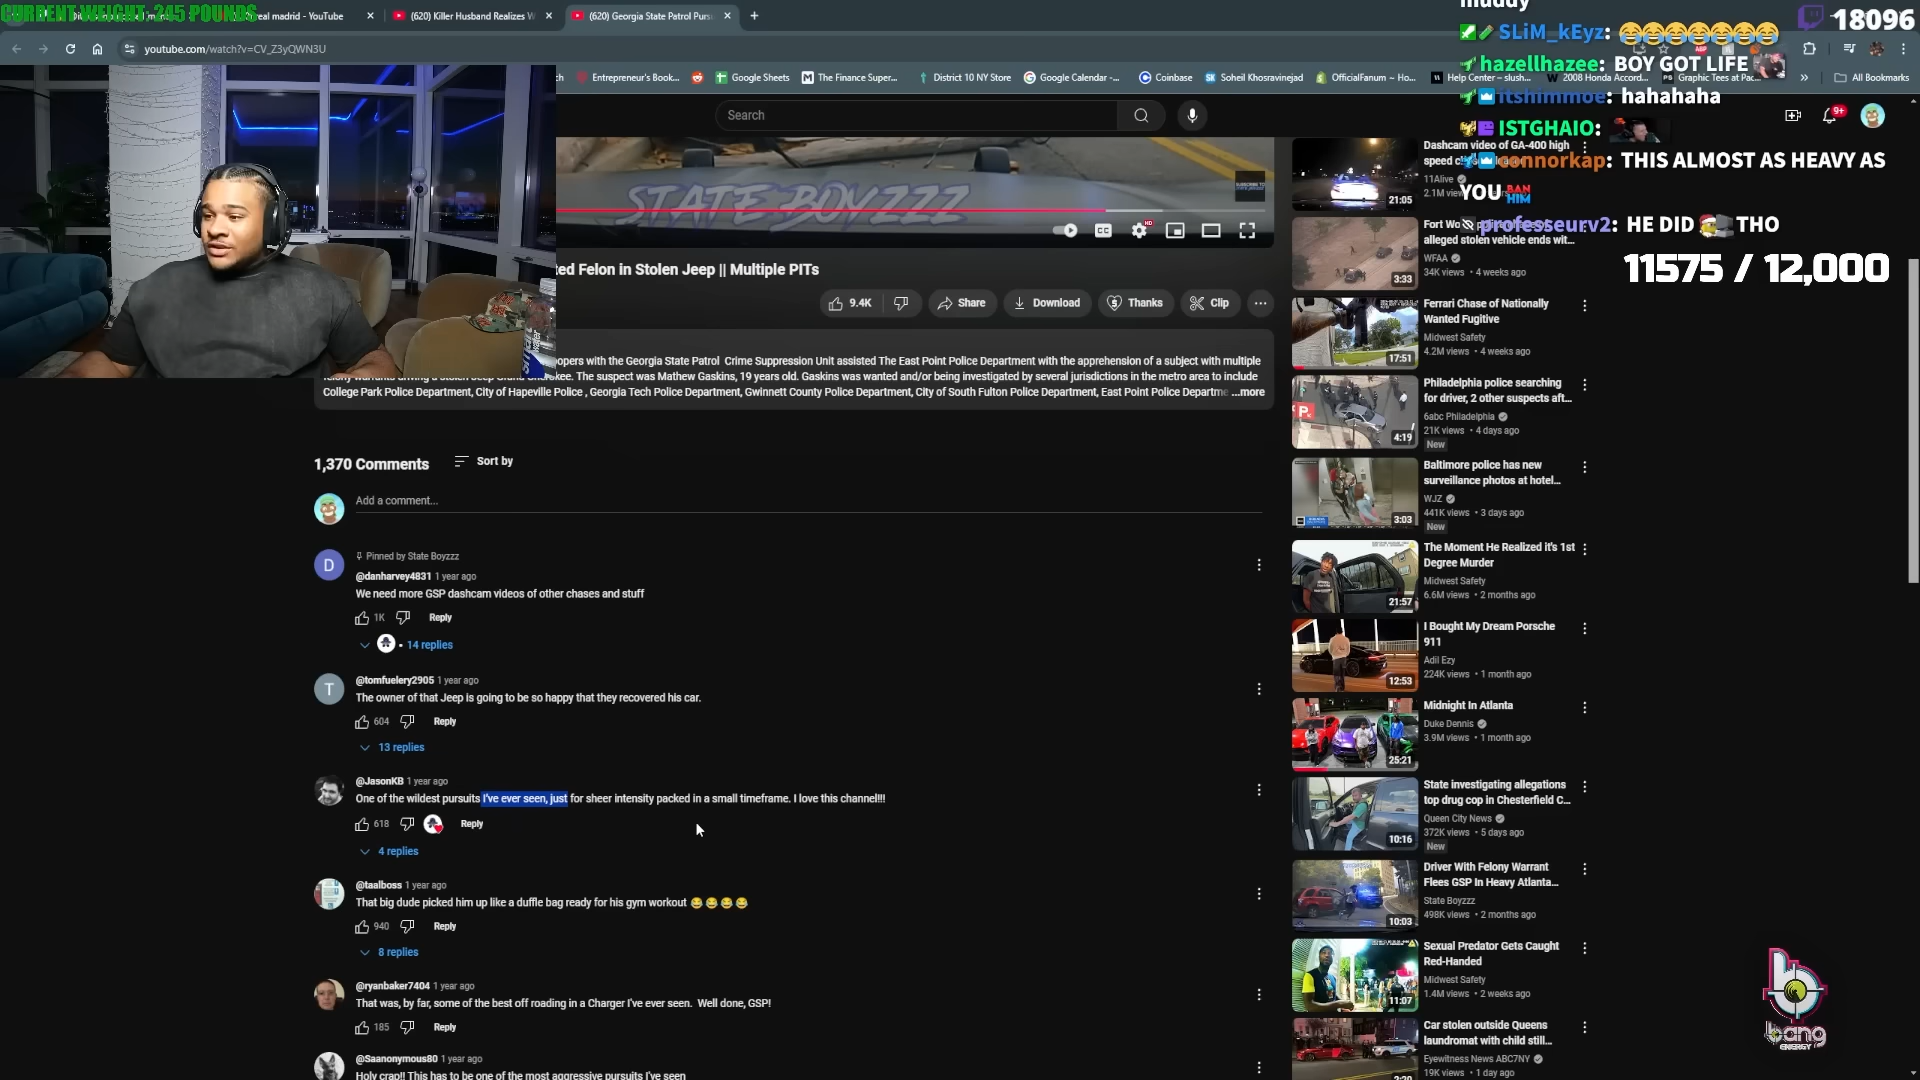 CURRENT WEIGHT. 245 POUNDS
real madrid - YouTube
(620) Killer Husband Realizes W
(620) Georgia State Patrol Purs
youtube.com/watch?v=CV_Z3yQWN3U
Entrepreneur's Book...
Google Sheets
The Finance Super...
District 10 NY Store
Google Calendar -...
Coinbase
Soheil Khosravinejad
OfficialFanum – Ho...
Help Center – slush...
2008 Honda Accord...
Graphic Tees at Pac...
All Bookmarks
18096
muddy
SLiM_kEyz:
hazellhazee: BOY GOT LIFE
itshimmoe: hahahaha
ISTGHAIO:
connorkap: THIS ALMOST AS HEAVY AS
YOU BAN HIM
professeurv2: HE DID THO
11575 / 12,000
Search
9+
STATE BOYZZZ
ted Felon in Stolen Jeep || Multiple PITs
9.4K
Share
Download
Thanks
Clip
opers with the Georgia State Patrol Crime Suppression Unit assisted The East Point Police Department with the apprehension of a subject with multiple
kee. The suspect was Mathew Gaskins, 19 years old. Gaskins was wanted and/or being investigated by several jurisdictions in the metro area to include
College Park Police Department, City of Hapeville Police , Georgia Tech Police Department, Gwinnett County Police Department, City of South Fulton Police Department, East Point Police Departme ...more
1,370 Comments
Sort by
Add a comment...
D
Pinned by State Boyzzz
@danharvey4831 1 year ago
We need more GSP dashcam videos of other chases and stuff
1K
Reply
14 replies
T
@tomfuelery2905 1 year ago
The owner of that Jeep is going to be so happy that they recovered his car.
604
Reply
13 replies
@JasonKB 1 year ago
One of the wildest pursuits I've ever seen, just for sheer intensity packed in a small timeframe. I love this channel!!!
618
Reply
4 replies
@taalboss 1 year ago
That big dude picked him up like a duffle bag ready for his gym workout 😂😂😂😂
940
Reply
8 replies
@ryanbaker7404 1 year ago
That was, by far, some of the best off roading in a Charger I've ever seen. Well done, GSP!
185
Reply
@Saanonymous80 1 year ago
Holy crap!! This has to be one of the most aggressive pursuits I've seen
Dashcam video of GA-400 high
speed c
11Alive
2.1M view
21:05
Fort Wo
alleged stolen vehicle ends wit...
WFAA
34K views • 4 weeks ago
3:33
Ferrari Chase of Nationally
Wanted Fugitive
Midwest Safety
4.2M views • 4 weeks ago
17:51
Philadelphia police searching
for driver, 2 other suspects aft...
6abc Philadelphia
21K views • 4 days ago
New
4:19
Baltimore police has new
surveillance photos at hotel...
WJZ
441K views • 3 days ago
New
3:03
The Moment He Realized it's 1st
Degree Murder
Midwest Safety
6.6M views • 2 months ago
21:57
I Bought My Dream Porsche
911
Adil Ezy
224K views • 1 month ago
12:53
Midnight In Atlanta
Duke Dennis
3.9M views • 1 month ago
25:21
State investigating allegations
top drug cop in Chesterfield C...
Queen City News
372K views • 5 days ago
New
10:16
Driver With Felony Warrant
Flees GSP In Heavy Atlanta...
State Boyzzz
498K views • 2 months ago
10:03
Sexual Predator Gets Caught
Red-Handed
Midwest Safety
1.4M views • 2 weeks ago
11:07
Car stolen outside Queens
laundromat with child still...
Eyewitness News ABC7NY
19K views • 1 day ago
bang
ENERGY